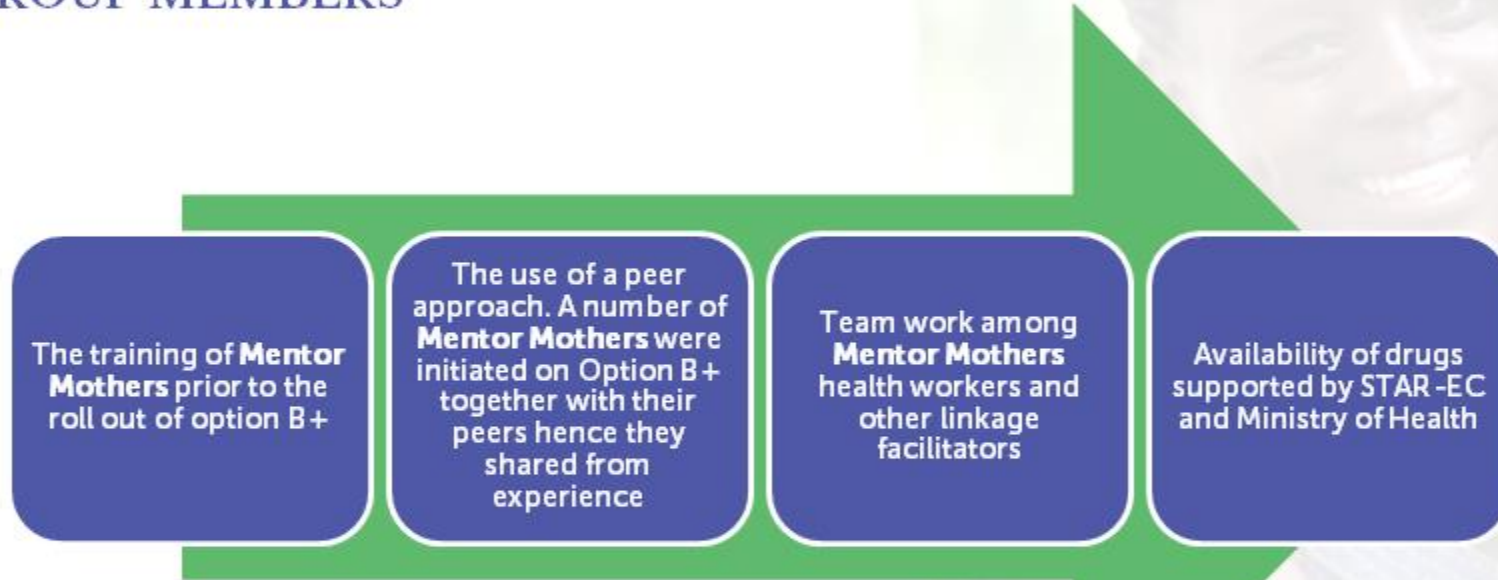 GROUP MEMBERS
The training of Mentor
Mothers prior to the
roll out of option B+
The use of a peer
approach. A number of
Mentor Mothers were
initiated on Option B+
together with their
peers hence they
shared from
experience
Team work among
Mentor Mothers
health workers and
other linkage
facilitators
Availability of drugs
supported by STAR-EC
and Ministry of Health